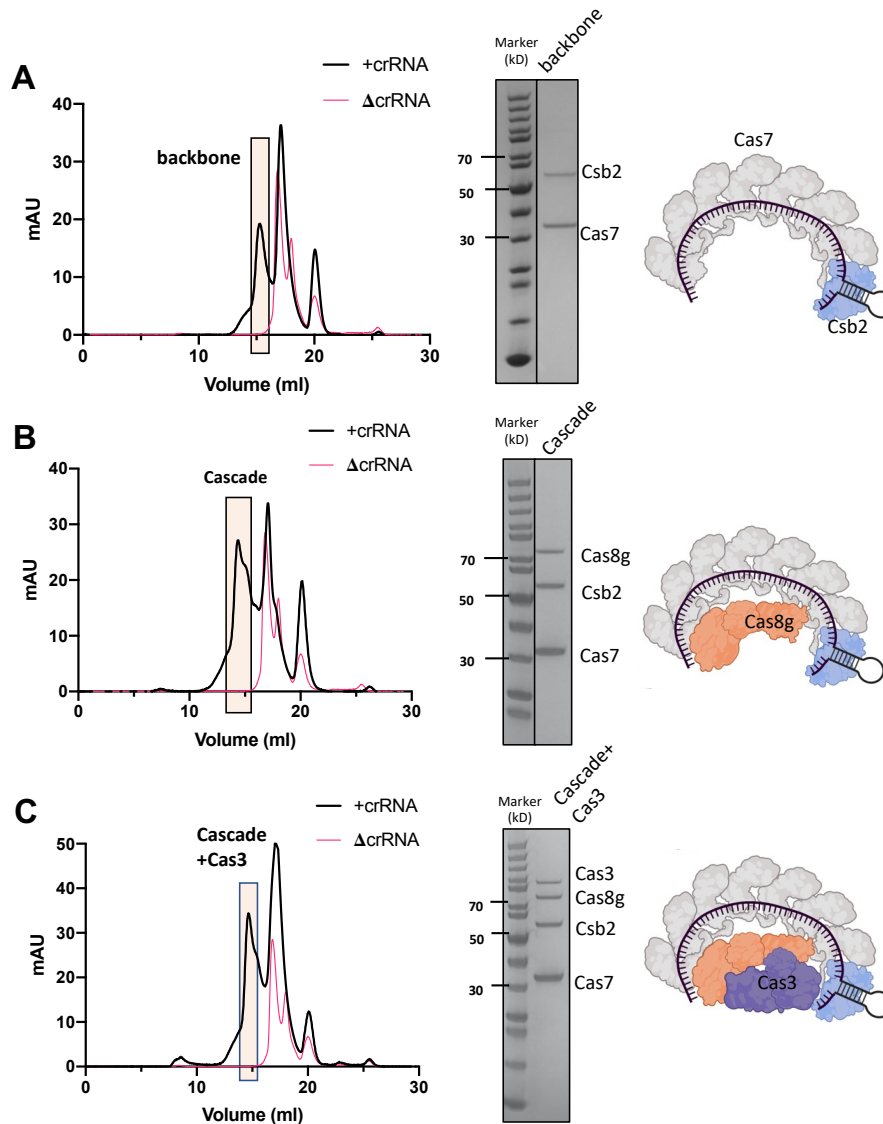 A
+crRNA
ΔcrRNA
backbone
mAU
40
30
20
10
0
0
10
20
30
Volume (ml)
Marker
(kD)
backbone
70
50
30
Csb2
Cas7
Cas7
Csb2
B
+crRNA
ΔcrRNA
Cascade
mAU
40
30
20
10
0
0
10
20
30
Volume (ml)
Marker
(kD)
Cascade
70
50
30
Cas8g
Csb2
Cas7
Cas8g
C
+crRNA
ΔcrRNA
Cascade
+Cas3
mAU
50
40
30
20
10
0
0
10
20
30
Volume (ml)
Marker
(kD)
Cascade+
Cas3
70
50
30
Cas3
Cas8g
Csb2
Cas7
Cas3